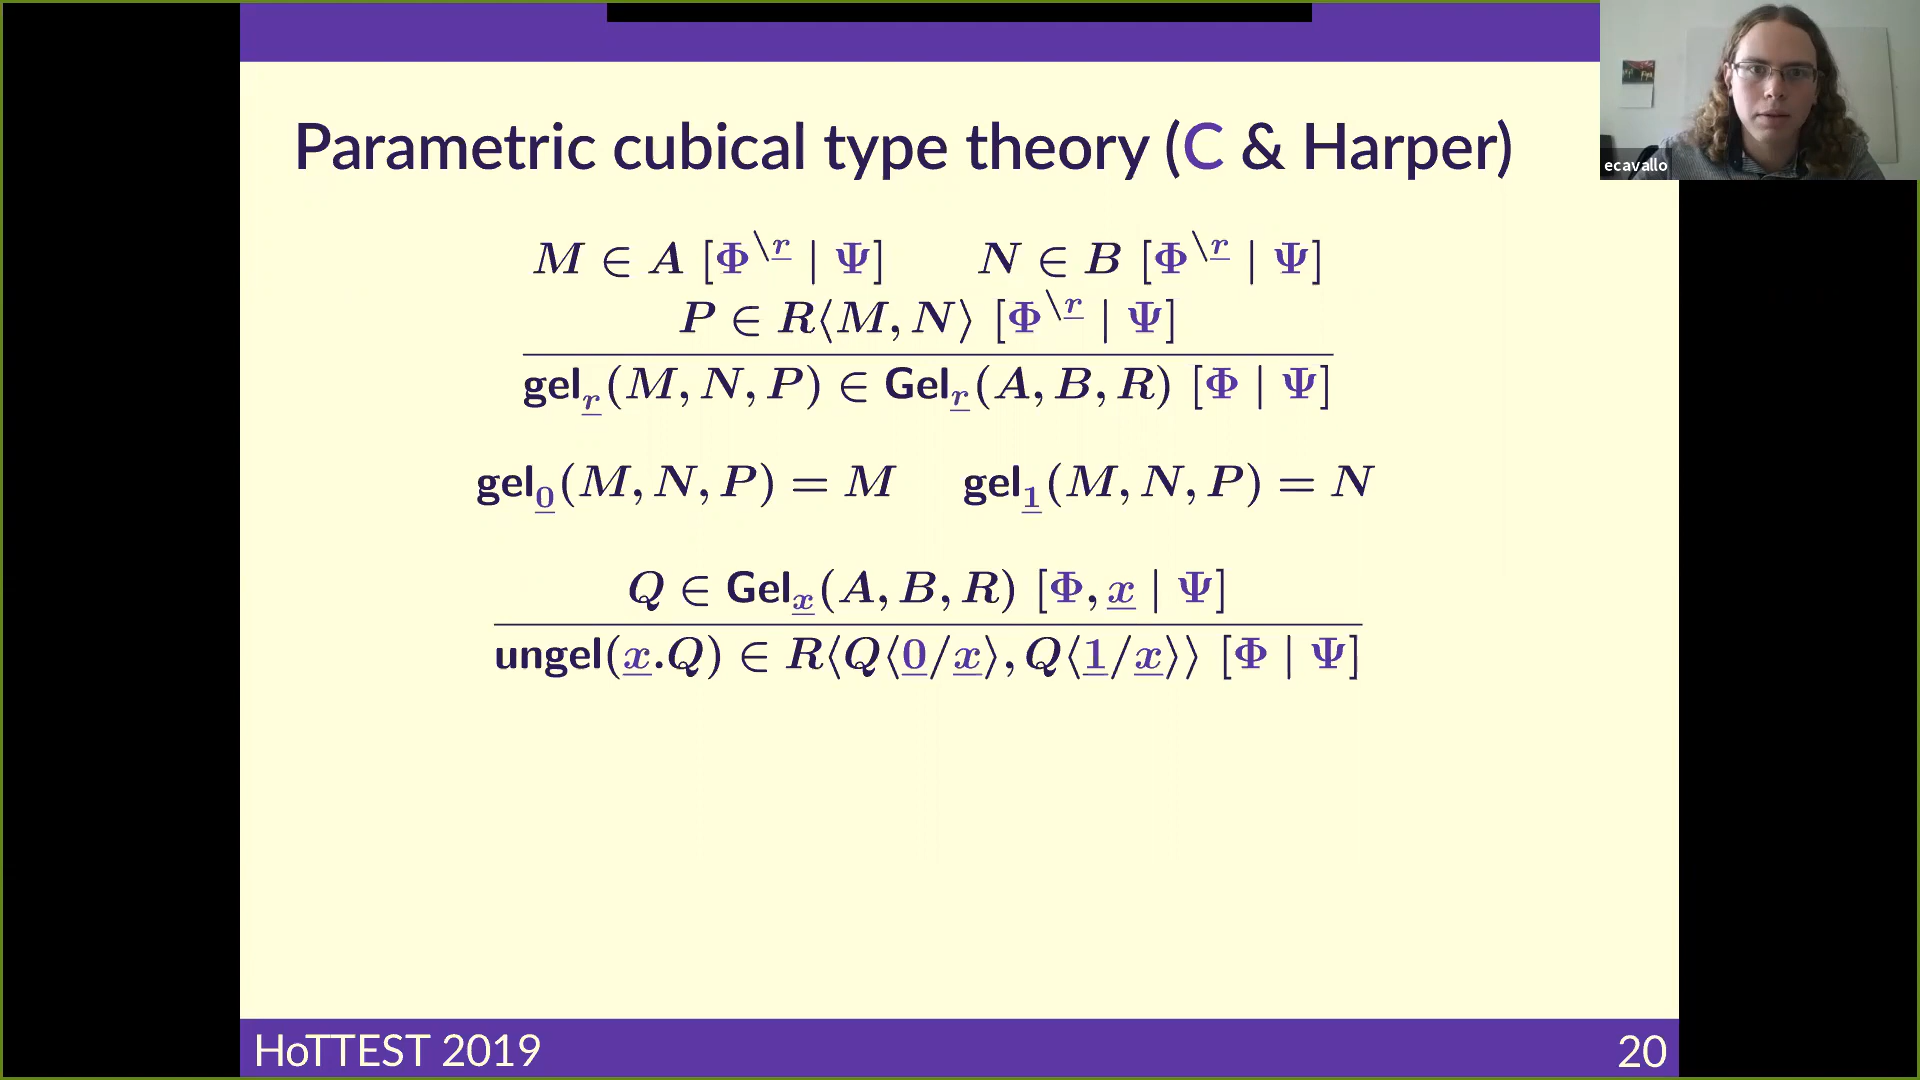 Parametric cubical type theory (C & Harper)
ecavallo
M ∈ A [Φ^\r̲ | Ψ]  N ∈ B [Φ^\r̲ | Ψ]
P ∈ R⟨M, N⟩ [Φ^\r̲ | Ψ]
gel_r̲(M, N, P) ∈ Gel_r̲(A, B, R) [Φ | Ψ]
gel_0̲(M, N, P) = M  gel_1̲(M, N, P) = N
Q ∈ Gel_x̲(A, B, R) [Φ, x̲ | Ψ]
ungel(x̲.Q) ∈ R⟨Q⟨0̲/x̲⟩, Q⟨1̲/x̲⟩⟩ [Φ | Ψ]
HoTTEST 2019
20